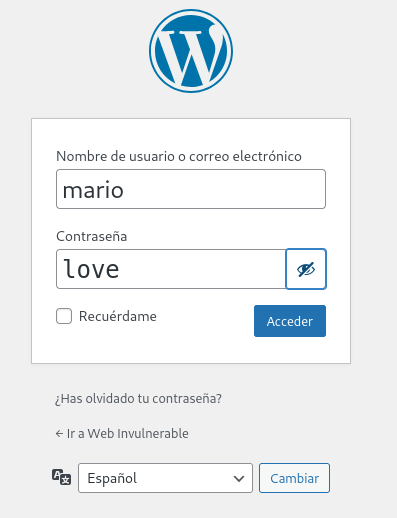 Nombre de usuario o correo electrónico
mario
Contraseña
love
Recuérdame
Acceder
¿Has olvidado tu contraseña?
← Ir a Web Invulnerable
Español
Cambiar